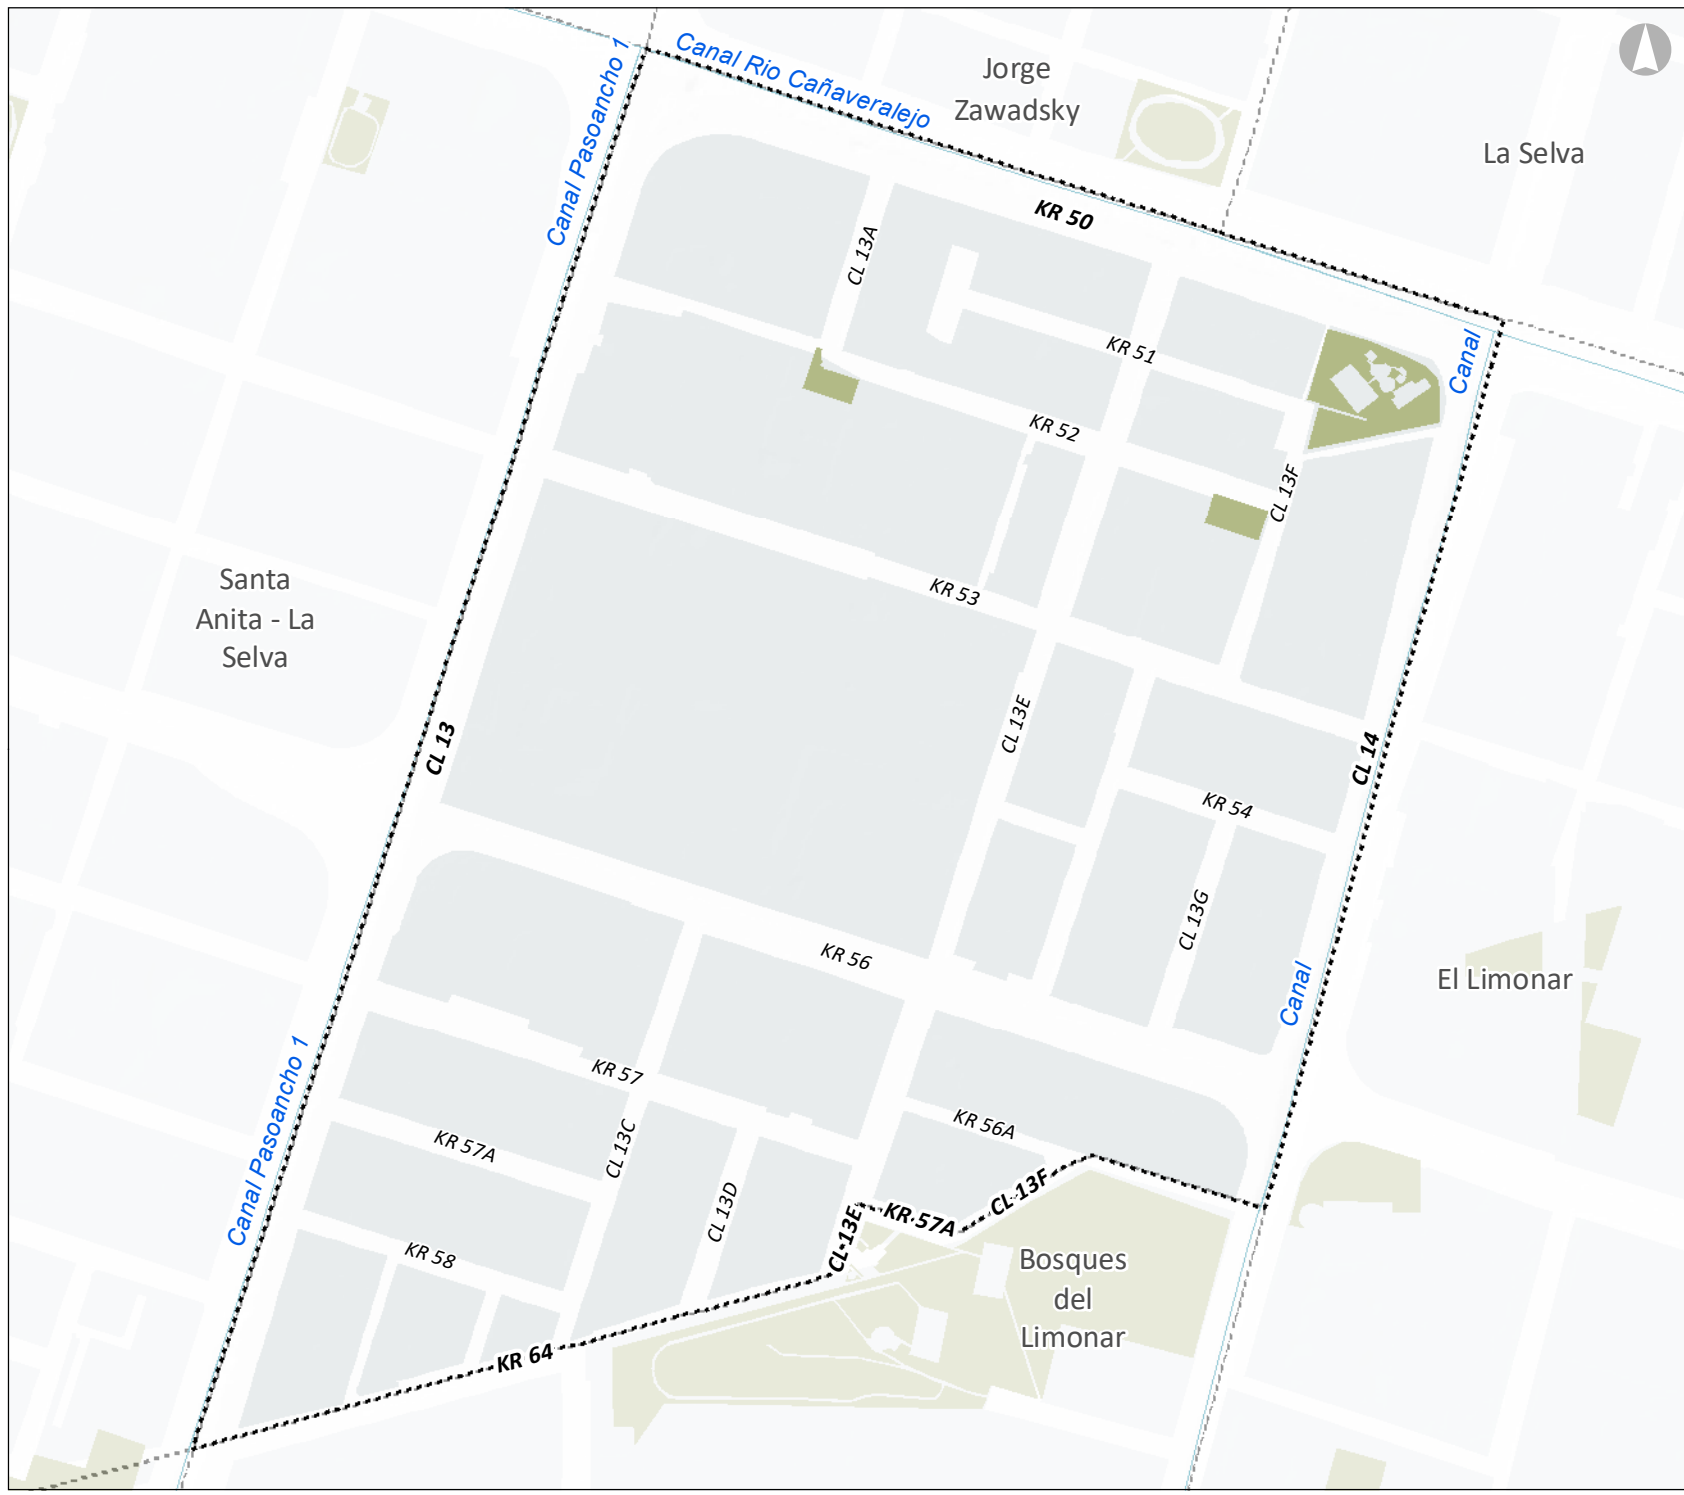 Canal Rio Cañaveralejo
Jorge
Zawadsky
Canal Pasoancho 1
La Selva
KR 50
CL 13A
KR 51
Canal
KR 52
CL 13F
Santa
Anita - La
Selva
KR 53
CL 13E
CL 13
CL 14
KR 54
CL 13G
KR 56
El Limonar
Canal
KR 57
Canal Pasoancho 1
KR 56A
KR 57A
CL 13C
CL 13D
CL 13F
KR 57A
CL 13E
KR 58
Bosques
del
Limonar
KR 64